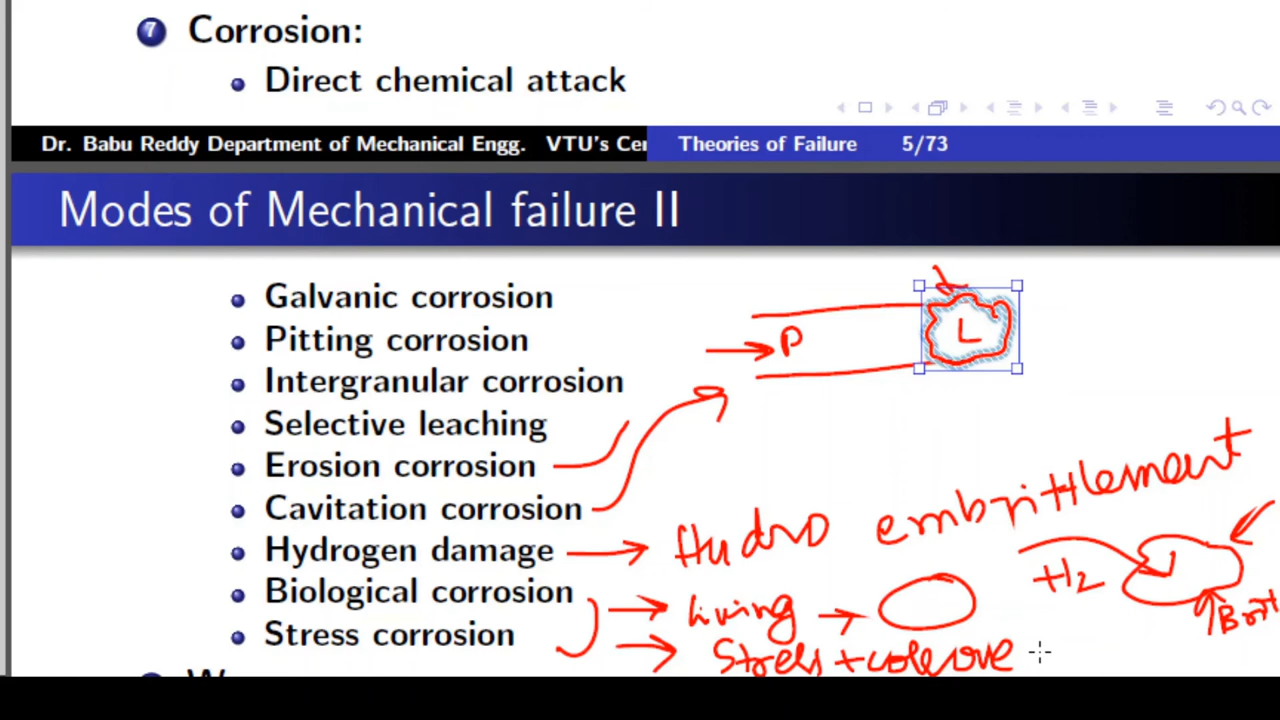 7 Corrosion:
Direct chemical attack
Dr. Babu Reddy Department of Mechanical Engg. VTU's Cen Theories of Failure 5/73
Modes of Mechanical failure II
Galvanic corrosion
Pitting corrosion
Intergranular corrosion
Selective leaching
Erosion corrosion
Cavitation corrosion
Hydrogen damage
Biological corrosion
Stress corrosion
P
L
Hydro embrittlement
H2
living
Stress +